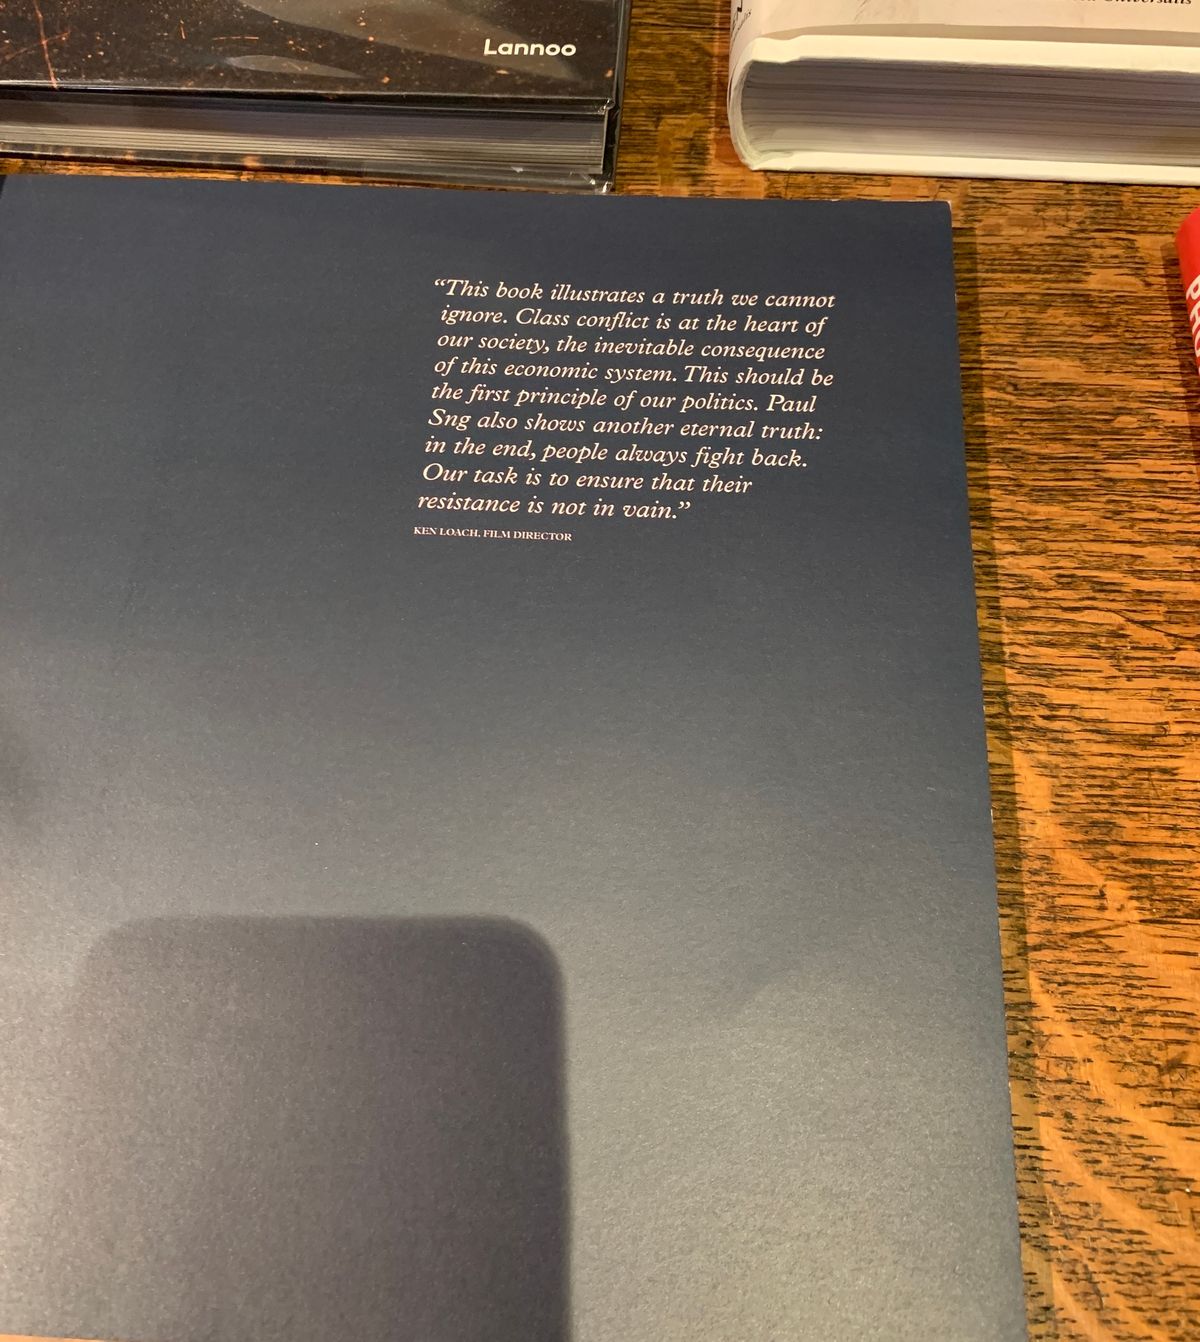 Lannoo
“This book illustrates a truth we cannot
ignore. Class conflict is at the heart of
our society, the inevitable consequence
of this economic system. This should be
the first principle of our politics. Paul
Sng also shows another eternal truth:
in the end, people always fight back.
Our task is to ensure that their
resistance is not in vain.”
KEN LOACH, FILM DIRECTOR